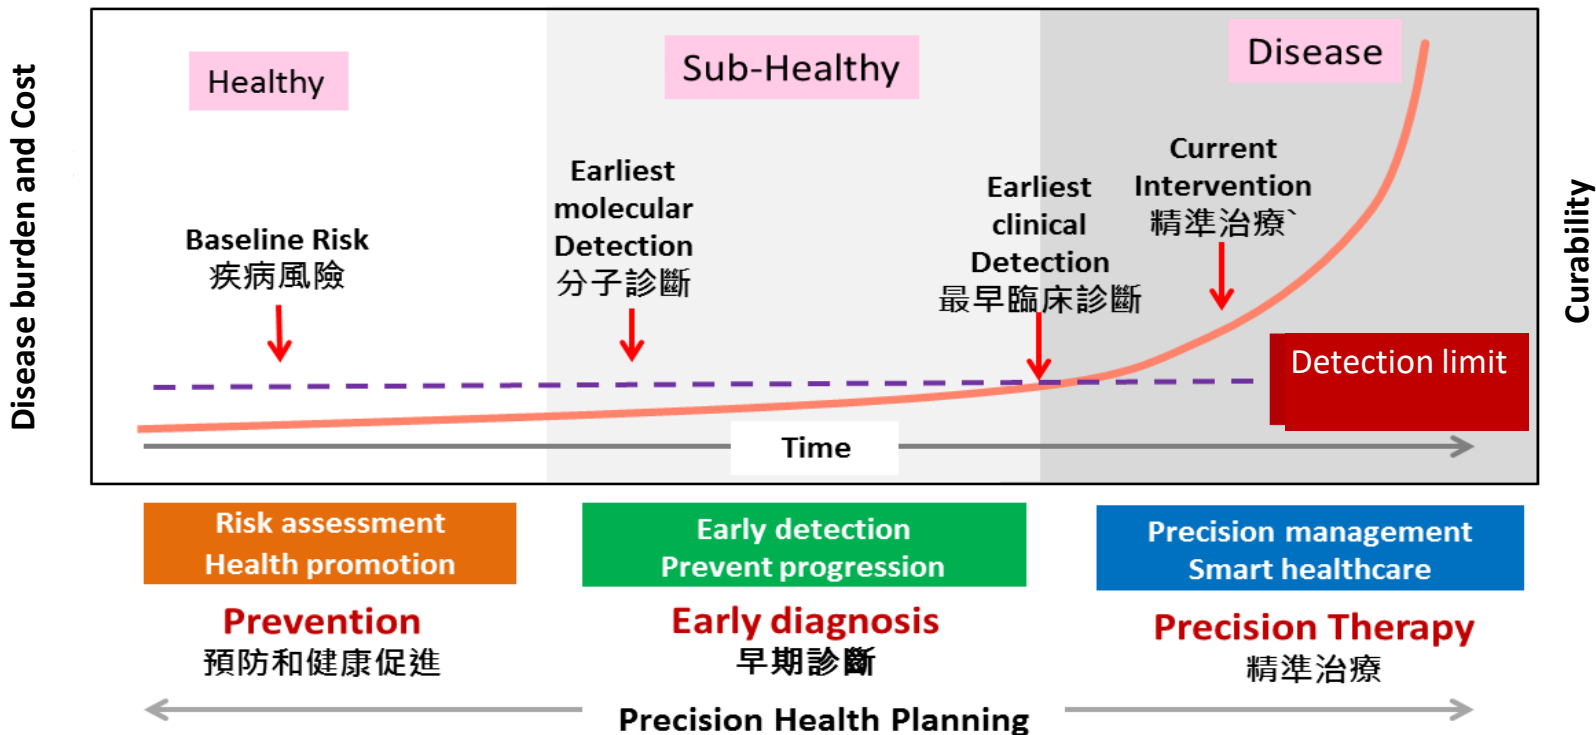 Disease burden and Cost
Healthy
Sub-Healthy
Disease
Baseline Risk
疾病風險
Earliest
molecular
Detection
分子診斷
Earliest
clinical
Detection
最早臨床診斷
Current
Intervention
精準治療`
Curability
Detection limit
Time
Risk assessment
Health promotion
Early detection
Prevent progression
Precision management
Smart healthcare
Prevention
預防和健康促進
Early diagnosis
早期診斷
Precision Therapy
精準治療
Precision Health Planning